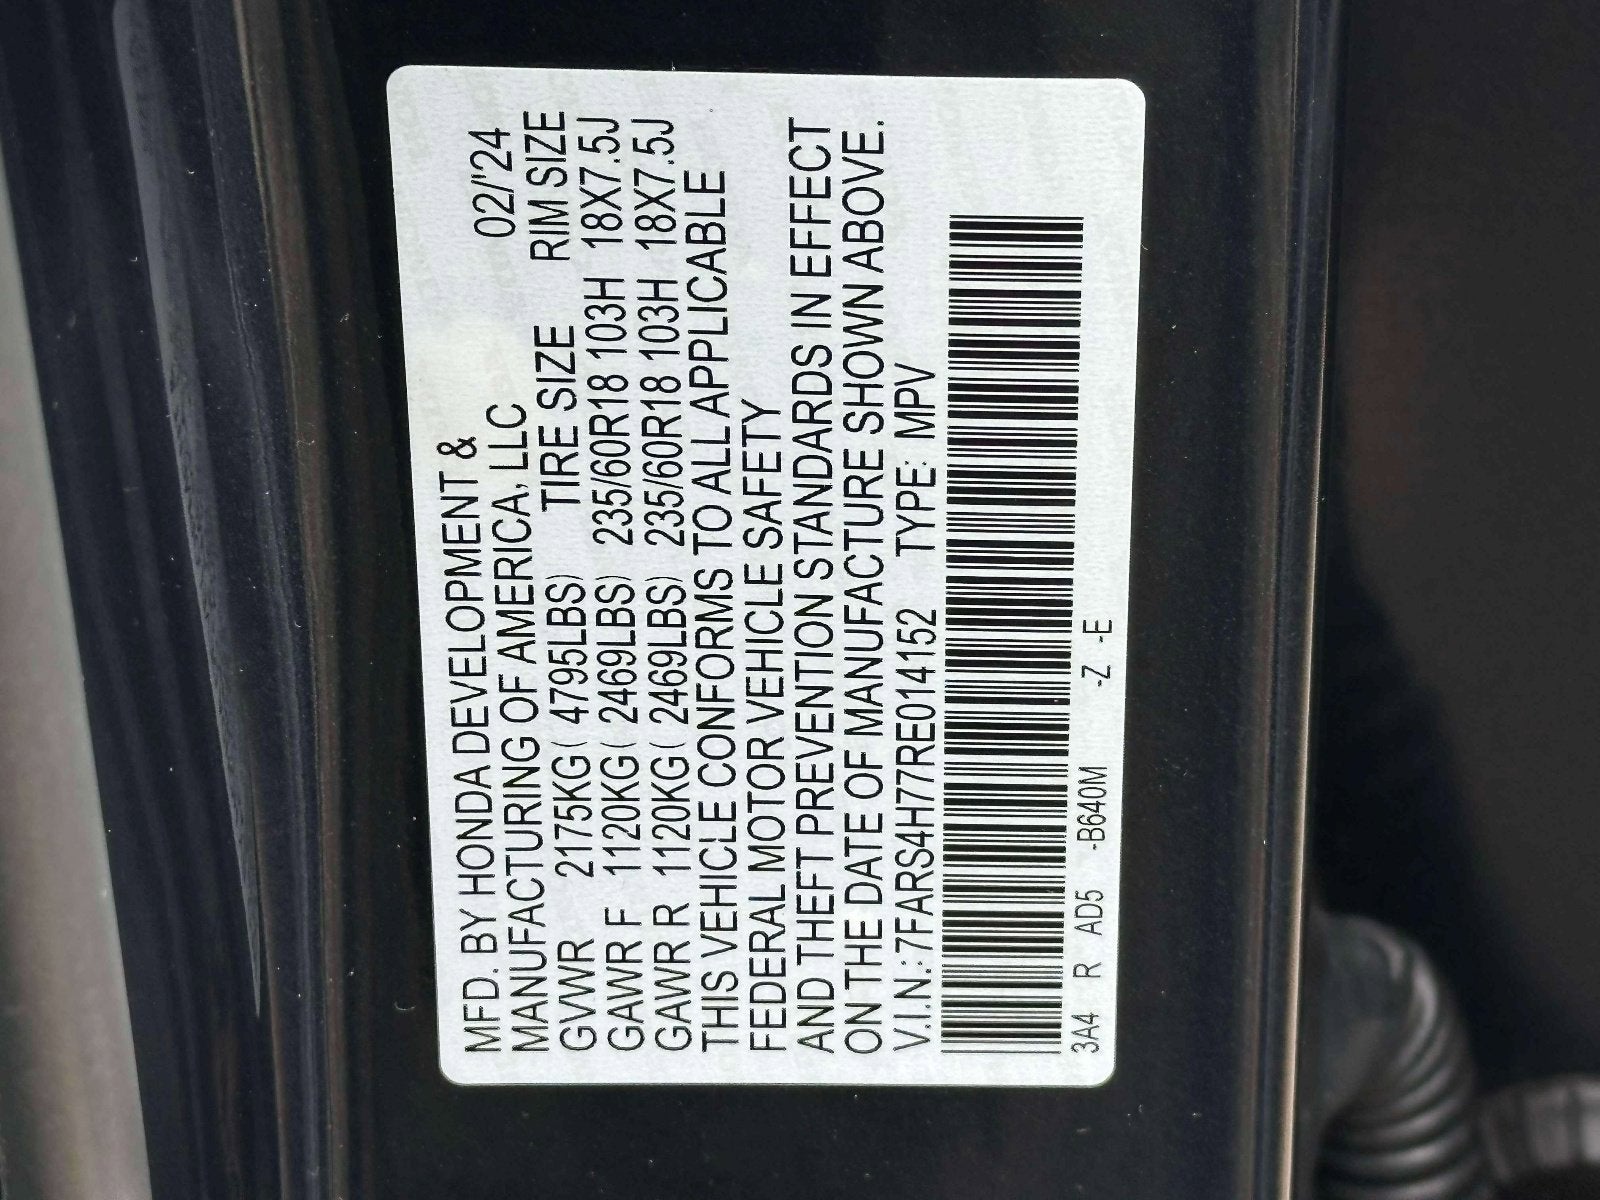 MFD. BY HONDA DEVELOPMENT &
MANUFACTURING OF AMERICA, LLC 02/'24
GVWR 2175KG( 4795LBS) TIRE SIZE RIM SIZE
GAWR F 1120KG( 2469LBS) 235/60R18 103H 18X7.5J
GAWR R 1120KG( 2469LBS) 235/60R18 103H 18X7.5J
THIS VEHICLE CONFORMS TO ALL APPLICABLE
FEDERAL MOTOR VEHICLE SAFETY
AND THEFT PREVENTION STANDARDS IN EFFECT
ON THE DATE OF MANUFACTURE SHOWN ABOVE.
V.I.N.:7FARS4H77RE014152 TYPE: MPV
3A4 R AD5 -B640M -Z -E